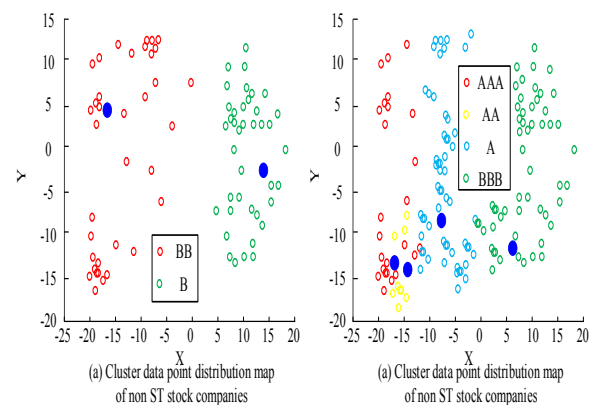 15
10
5
0
-5
-10
-15
-20
Y
BB
B
-25 -20 -15 -10 -5 0 5 10 15 20
X
(a) Cluster data point distribution map
of non ST stock companies
15
10
5
0
-5
-10
-15
-20
Y
AAA
AA
A
BBB
-25 -20 -15 -10 -5 0 5 10 15 20
X
(a) Cluster data point distribution map
of non ST stock companies